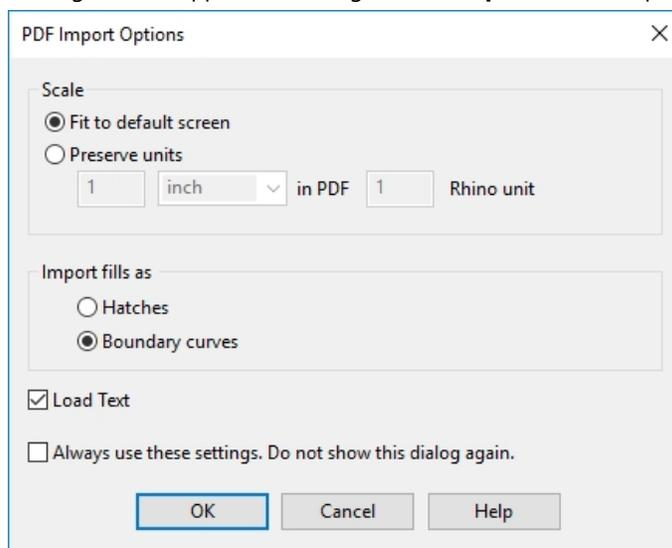 PDF Import Options
Scale
Fit to default screen
Preserve units
1 inch in PDF 1 Rhino unit
Import fills as
Hatches
Boundary curves
Load Text
Always use these settings. Do not show this dialog again.
OK Cancel Help